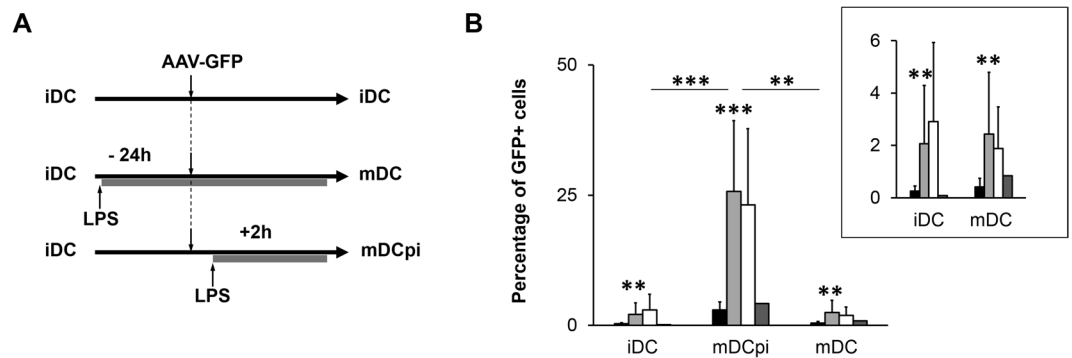 A
AAV-GFP
iDC iDC
- 24h
iDC mDC
LPS
+2h
iDC mDCpi
LPS
B
Percentage of GFP+ cells
50
25
0
***
**
***
**
**
iDC mDCpi mDC
6
4
2
0
**
**
iDC mDC